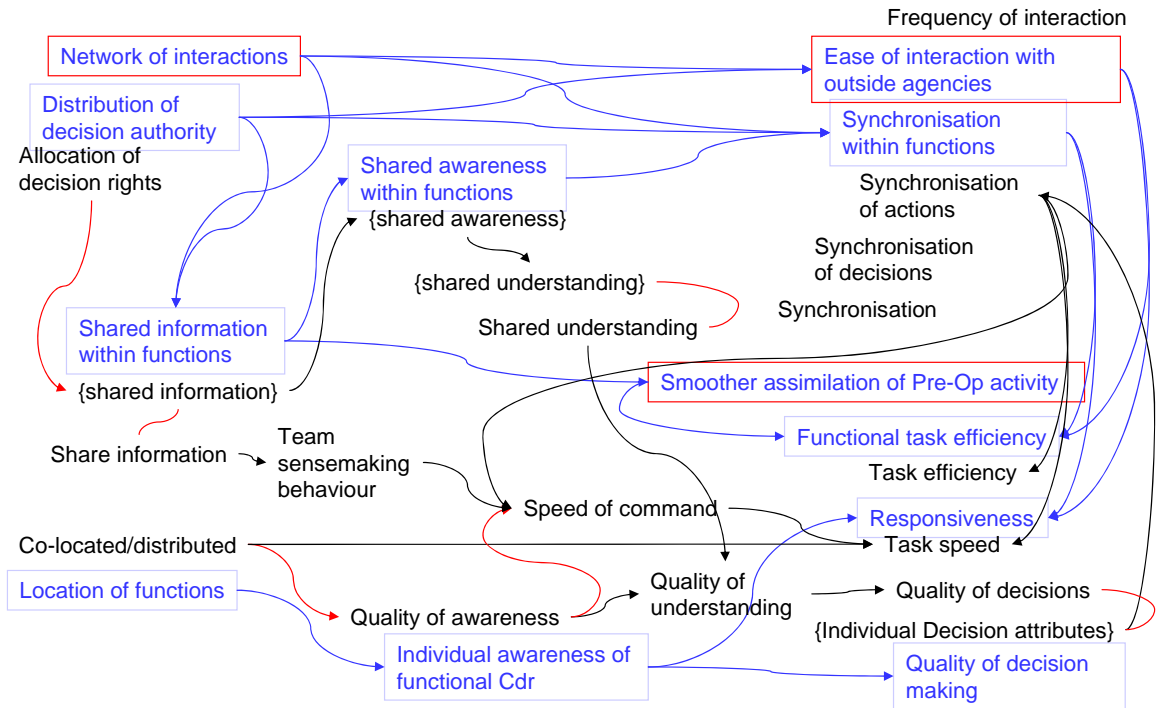 Frequency of interaction
Network of interactions
Ease of interaction with
outside agencies
Distribution of
decision authority
Synchronisation
within functions
Allocation of
decision rights
Shared awareness
within functions
{shared awareness}
Synchronisation
of actions
Synchronisation
of decisions
{shared understanding}
Synchronisation
Shared understanding
Shared information
within functions
{shared information}
Smoother assimilation of Pre-Op activity
Functional task efficiency
Task efficiency
Share information
Team
sensemaking
behaviour
Speed of command
Responsiveness
Task speed
Co-located/distributed
Location of functions
Quality of
understanding
Quality of decisions
Quality of awareness
{Individual Decision attributes}
Individual awareness of
functional Cdr
Quality of decision
making